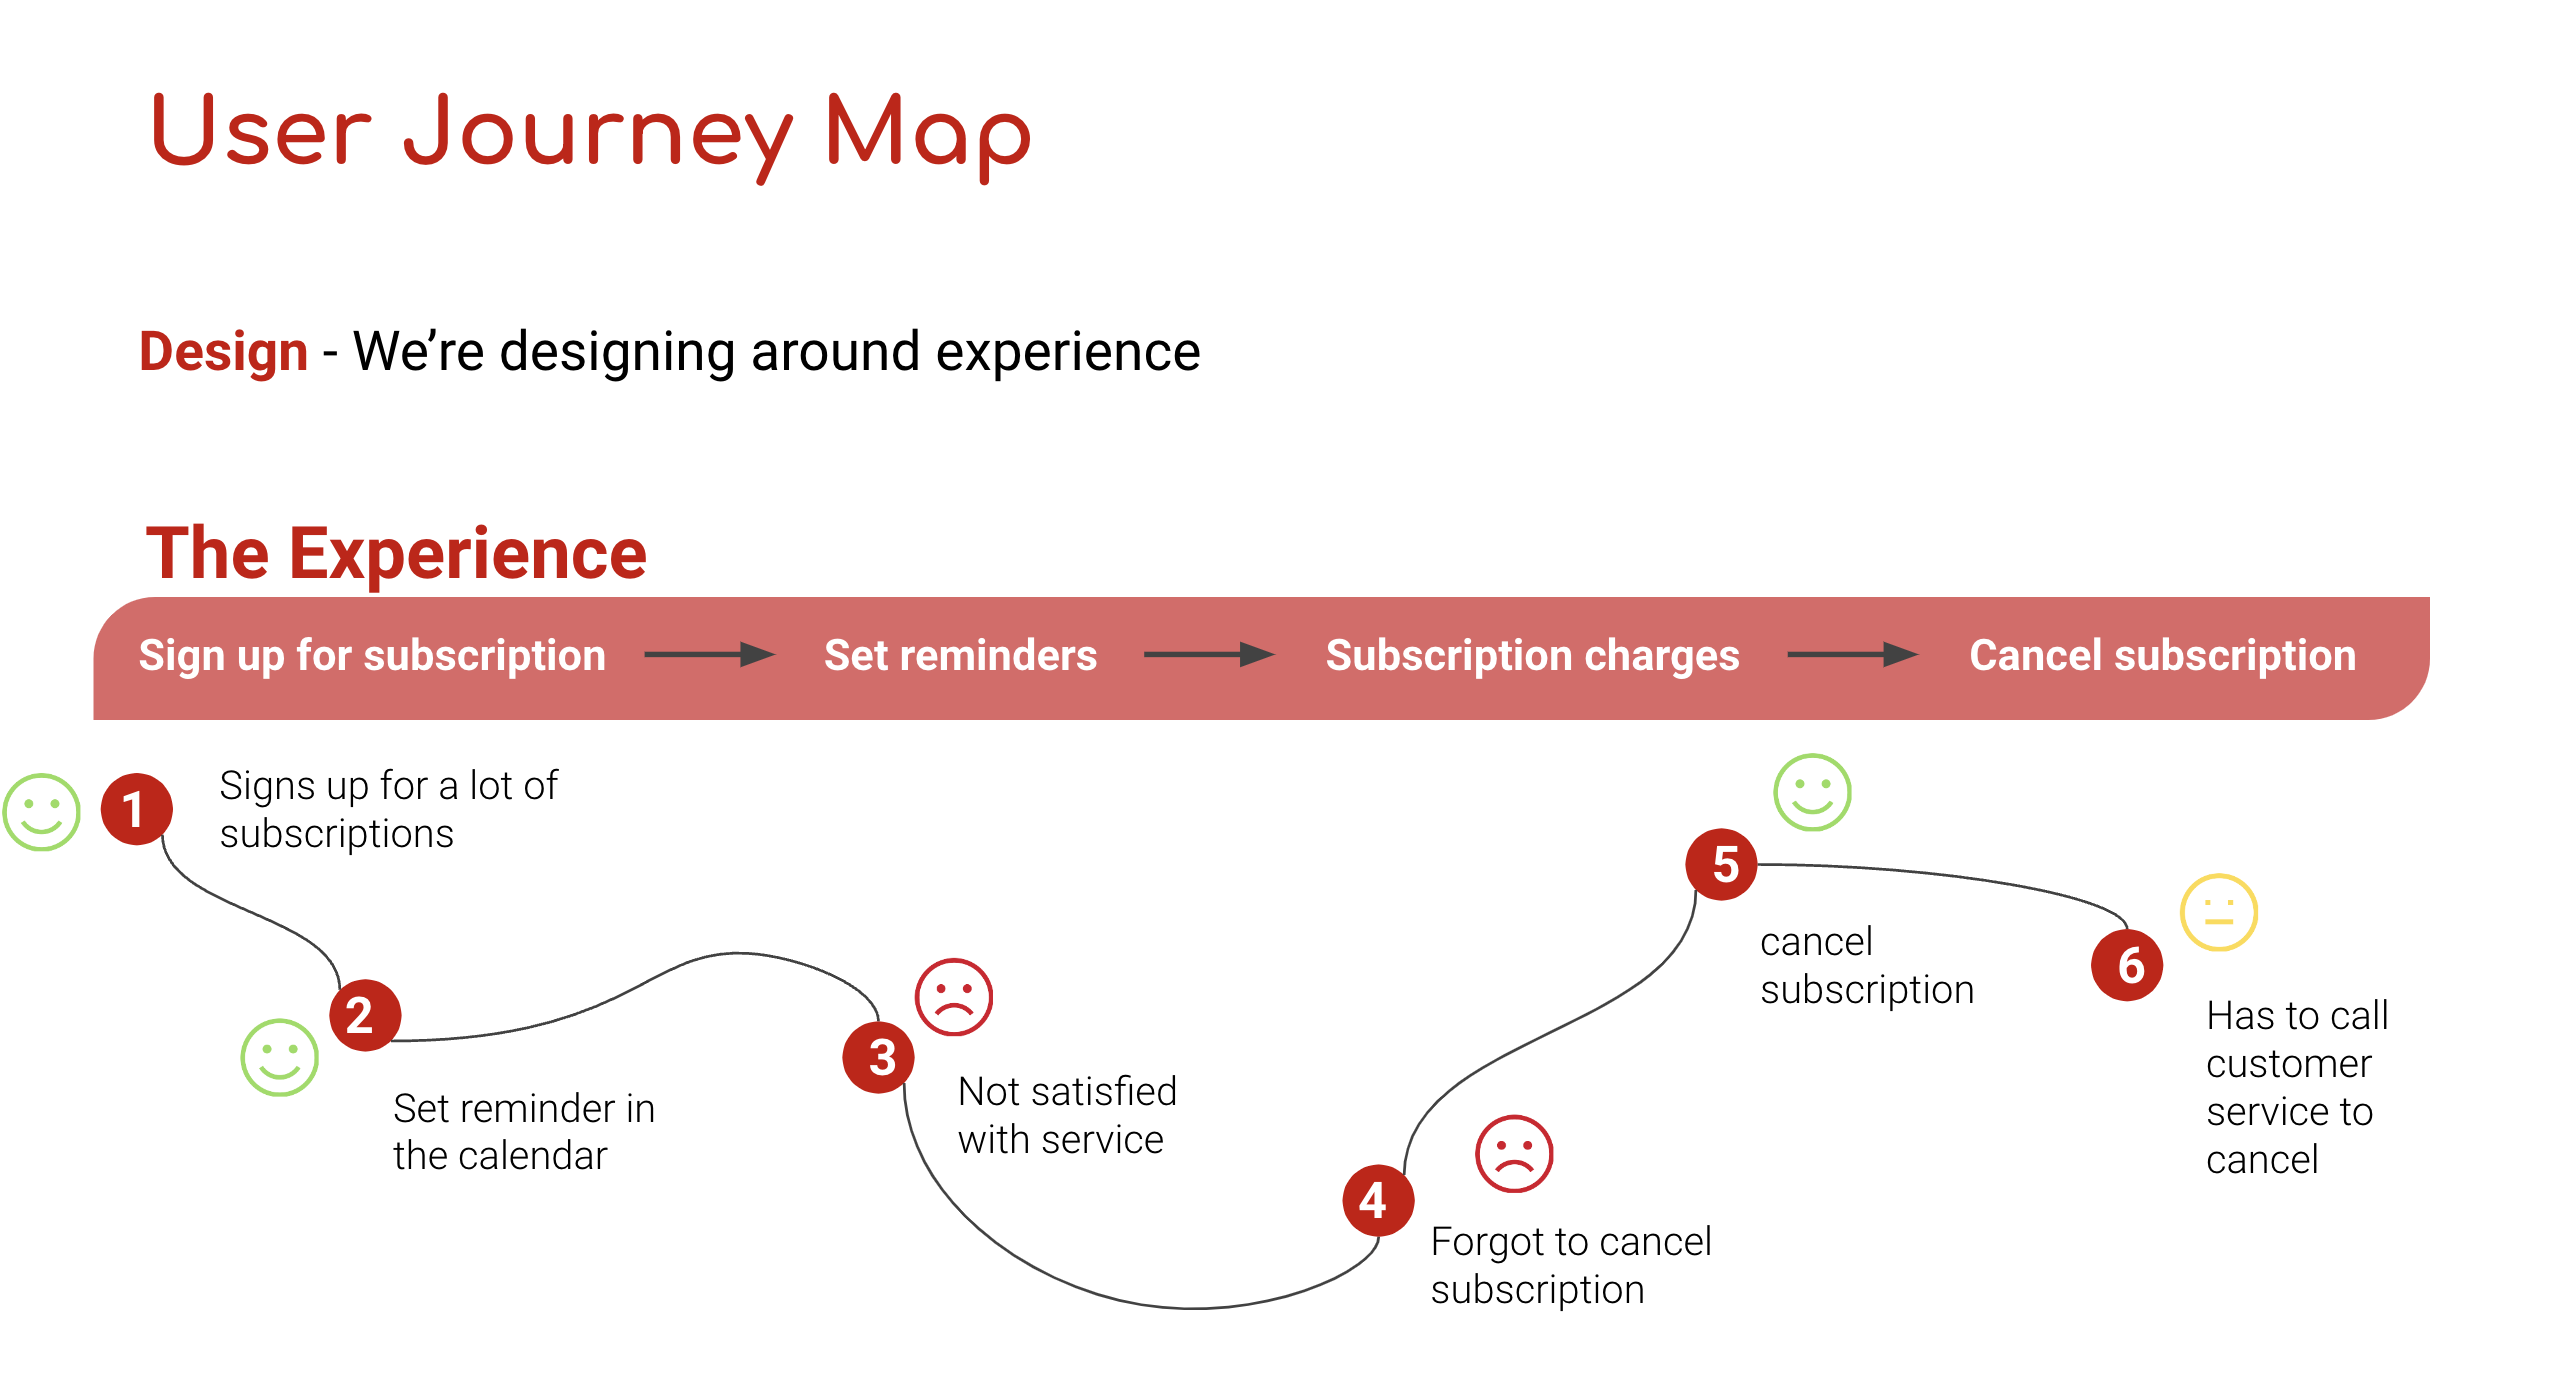 User Journey Map
Design - We’re designing around experience
The Experience
Sign up for subscription
Set reminders
Subscription charges
Cancel subscription
1
Signs up for a lot of
subscriptions
2
Set reminder in
the calendar
3
Not satisfied
with service
4
Forgot to cancel
subscription
5
cancel
subscription
6
Has to call
customer
service to
cancel